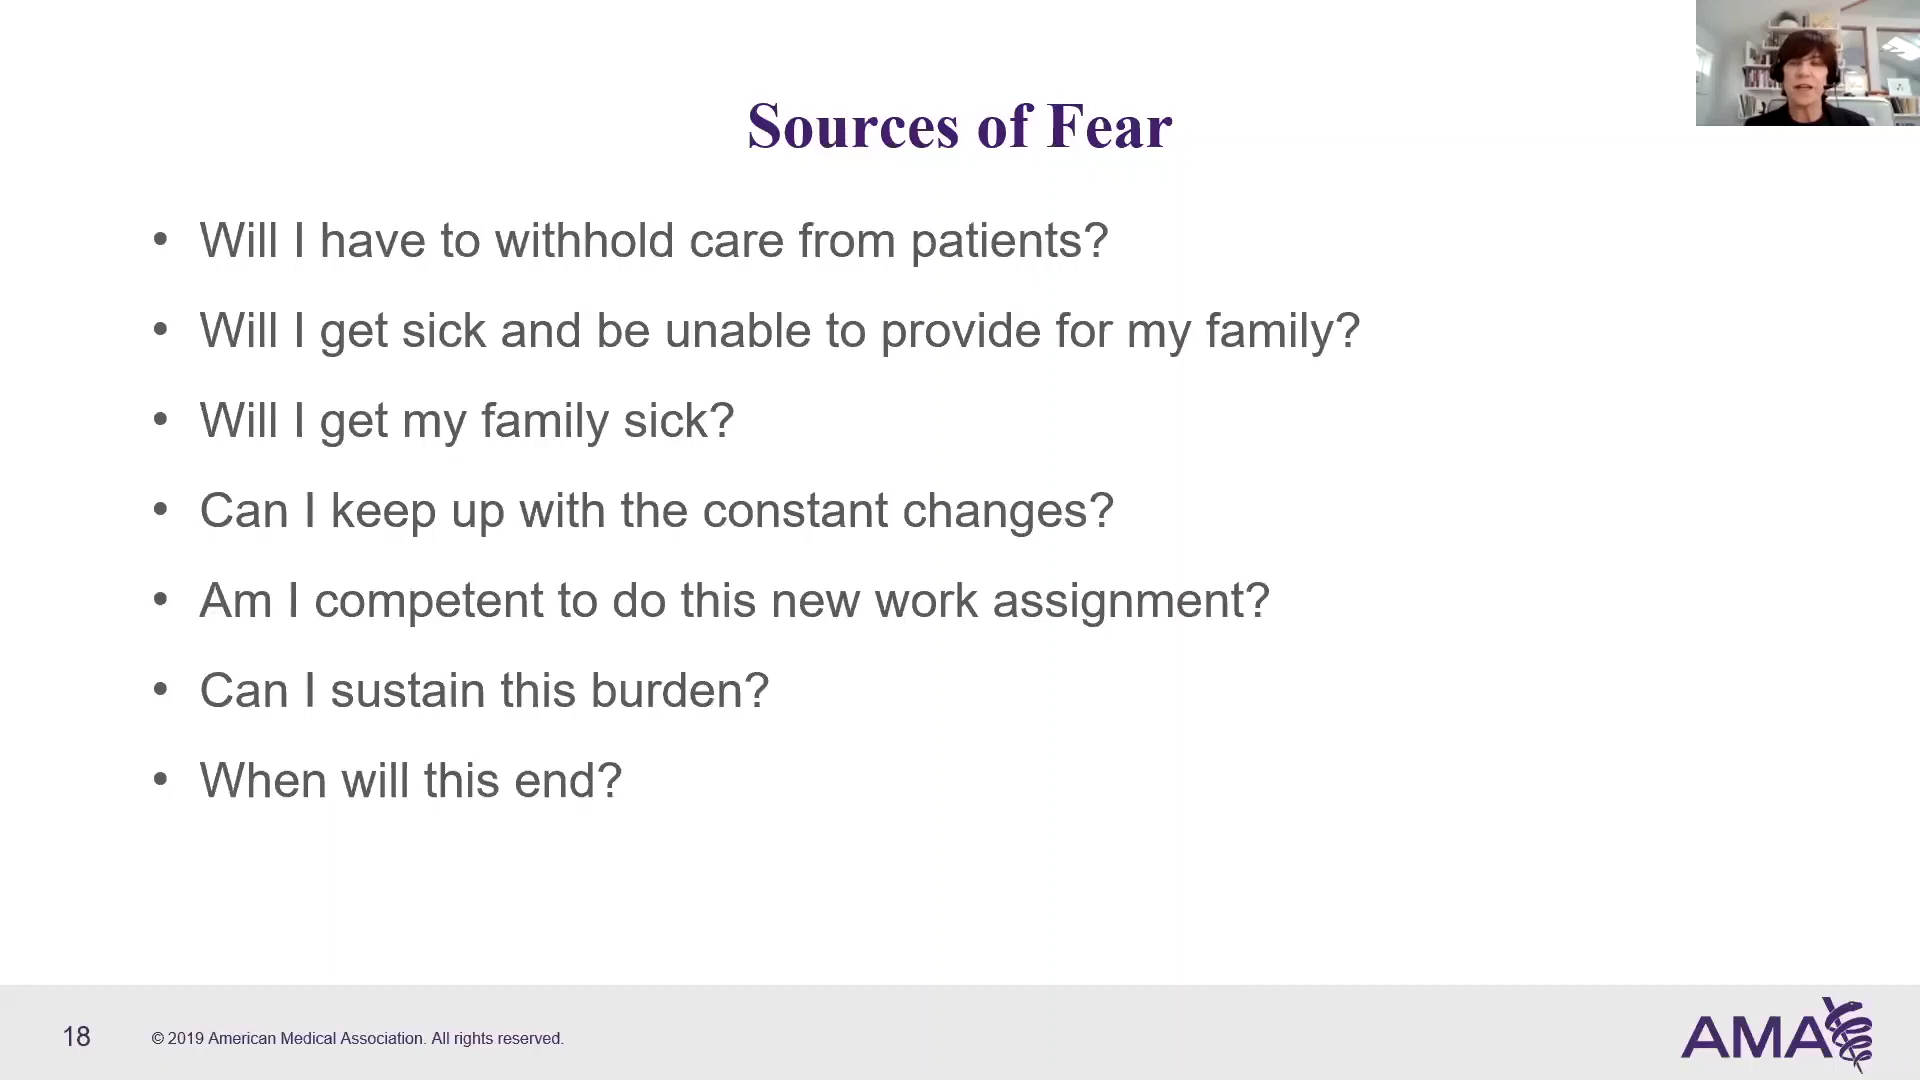 Sources of Fear
• Will I have to withhold care from patients?
• Will I get sick and be unable to provide for my family?
• Will I get my family sick?
• Can I keep up with the constant changes?
• Am I competent to do this new work assignment?
• Can I sustain this burden?
• When will this end?
18
© 2019 American Medical Association. All rights reserved.
AMA